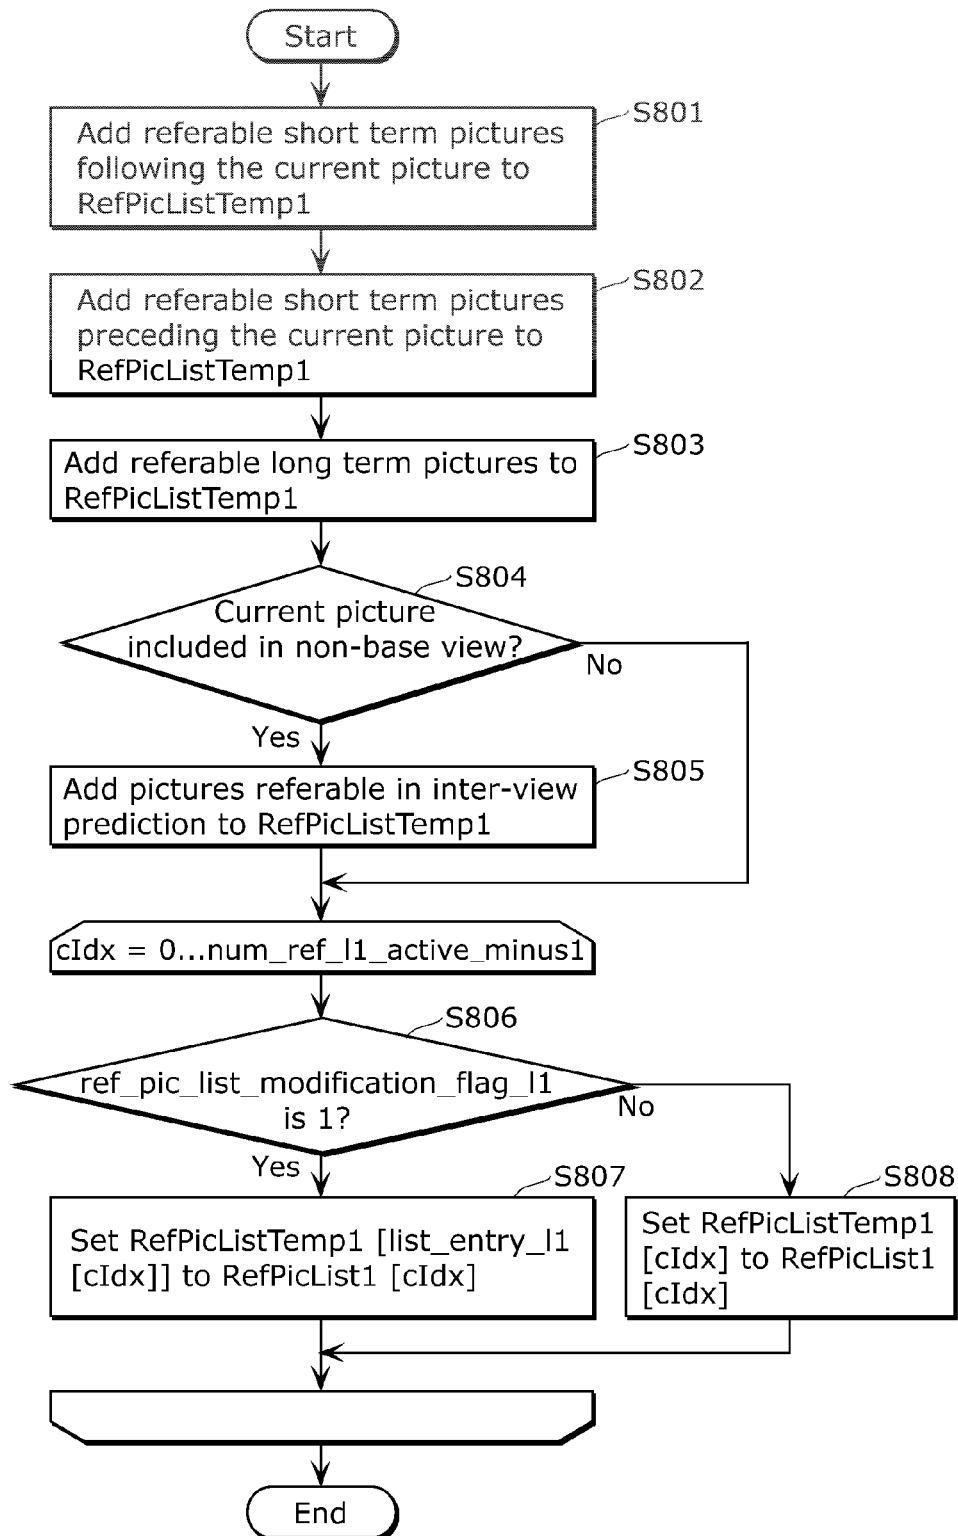 Start
S801
Add referable short term pictures
following the current picture to
RefPicListTemp1
S802
Add referable short term pictures
preceding the current picture to
RefPicListTemp1
S803
Add referable long term pictures to
RefPicListTemp1
S804
Current picture
included in non-base view?
No
Yes
S805
Add pictures referable in inter-view
prediction to RefPicListTemp1
cIdx = 0...num_ref_l1_active_minus1
S806
ref_pic_list_modification_flag_l1
is 1?
No
Yes
S807
Set RefPicListTemp1 [list_entry_l1
[cIdx]] to RefPicList1 [cIdx]
S808
Set RefPicListTemp1
[cIdx] to RefPicList1
[cIdx]
End